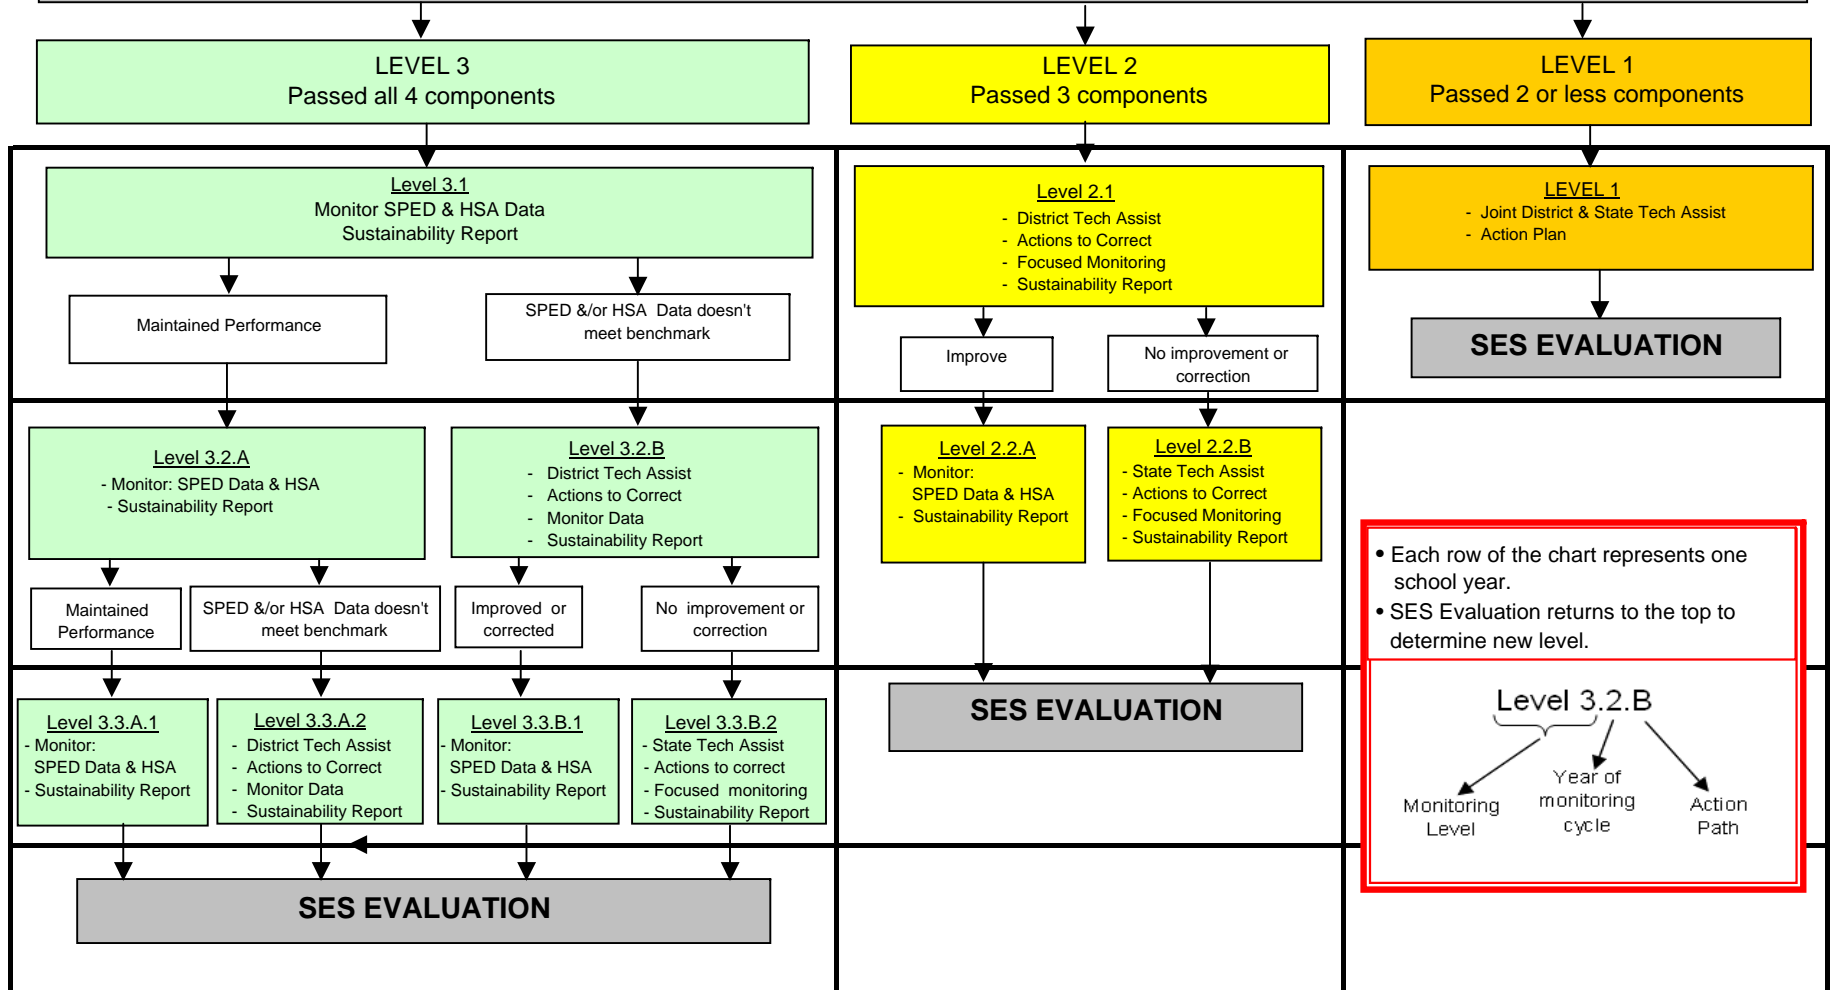 LEVEL 3
Passed all 4 components
LEVEL 2
Passed 3 components
LEVEL 1
Passed 2 or less components
Level 3.1
Monitor SPED & HSA Data
Sustainability Report
Level 2.1
- District Tech Assist
- Actions to Correct
- Focused Monitoring
- Sustainability Report
LEVEL 1
- Joint District & State Tech Assist
- Action Plan
Maintained Performance
SPED &/or HSA Data doesn't
meet benchmark
Improve
No improvement or
correction
SES EVALUATION
Level 3.2.A
- Monitor: SPED Data & HSA
- Sustainability Report
Level 3.2.B
- District Tech Assist
- Actions to Correct
- Monitor Data
- Sustainability Report
Level 2.2.A
- Monitor:
SPED Data & HSA
- Sustainability Report
Level 2.2.B
- State Tech Assist
- Actions to Correct
- Focused Monitoring
- Sustainability Report
Maintained
Performance
SPED &/or HSA Data doesn't
meet benchmark
Improved or
corrected
No improvement or
correction
• Each row of the chart represents one
school year.
• SES Evaluation returns to the top to
determine new level.
Level 3.2.B
Monitoring
Level
Year of
monitoring
cycle
Action
Path
Level 3.3.A.1
- Monitor:
SPED Data & HSA
- Sustainability Report
Level 3.3.A.2
- District Tech Assist
- Actions to Correct
- Monitor Data
- Sustainability Report
Level 3.3.B.1
- Monitor:
SPED Data & HSA
- Sustainability Report
Level 3.3.B.2
- State Tech Assist
- Actions to correct
- Focused monitoring
- Sustainability Report
SES EVALUATION
SES EVALUATION